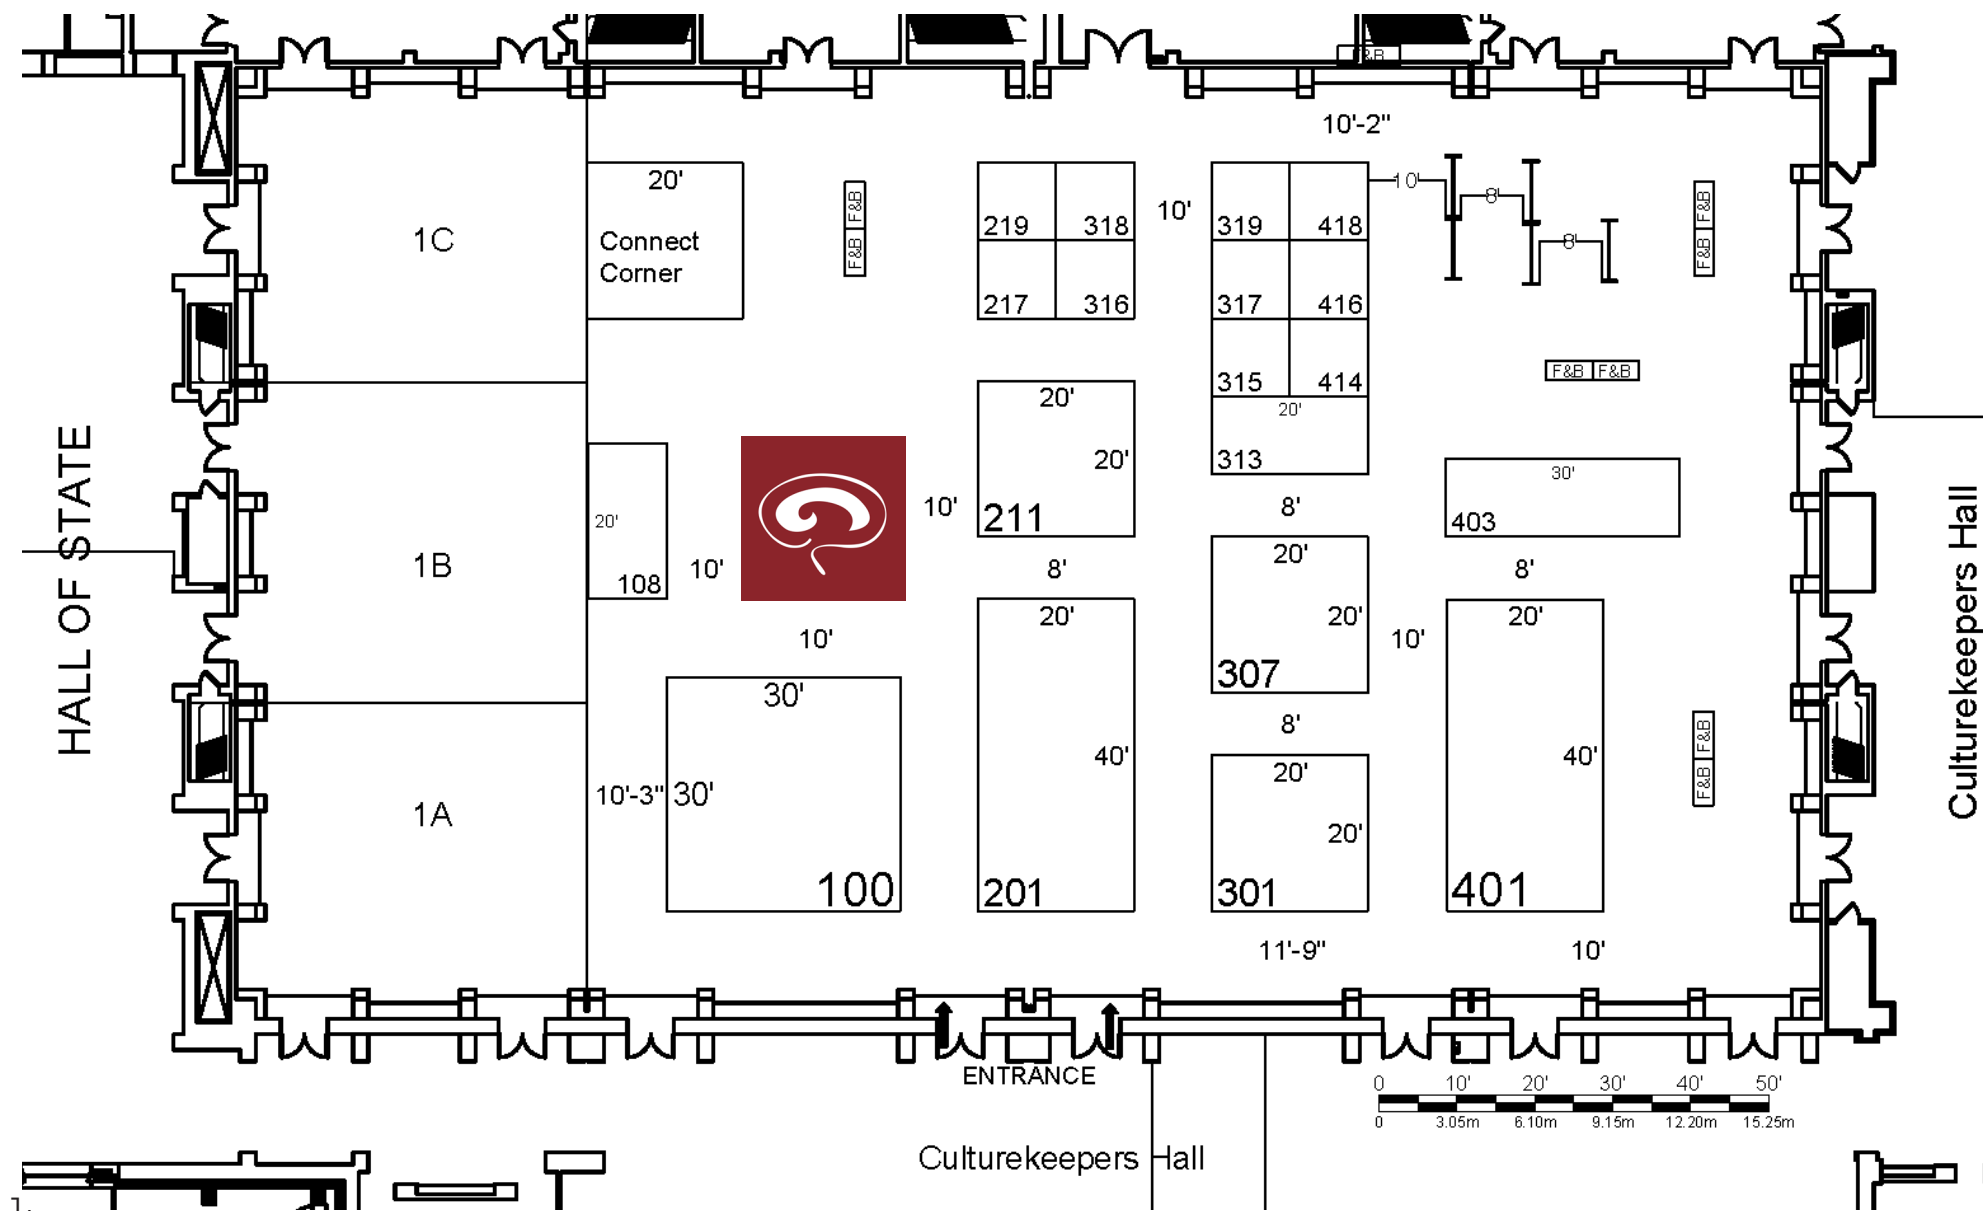 F&B
10'-2"
20'
Connect
Corner
F&B
F&B
219
318
217
316
10'
319
418
317
416
315
414
20'
313
10'
8'
8'
F&B
F&B
F&B F&B
1C
1B
1A
HALL OF STATE
20'
108
10'
10'
10'
20'
20'
211
8'
8'
30'
403
8'
20'
20'
307
10'
8'
30'
30'
10'-3"
100
20'
40'
201
20'
20'
301
20'
40'
401
F&B
F&B
11'-9"
10'
Culturekeepers Hall
ENTRANCE
0 10' 20' 30' 40' 50'
0 3.05m 6.10m 9.15m 12.20m 15.25m
Culturekeepers Hall